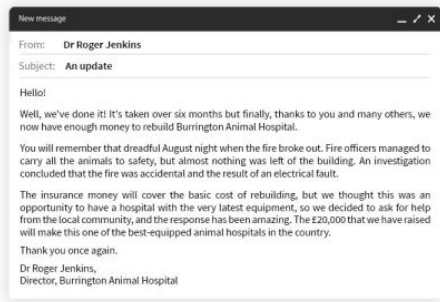 New message
From: Dr Roger Jenkins
Subject: An update
Hello!
Well, we've done it! It's taken over six months but finally, thanks to you and many others, we
now have enough money to rebuild Burrington Animal Hospital.
You will remember that dreadful August night when the fire broke out. Fire officers managed to
carry all the animals to safety, but almost nothing was left of the building. An investigation
concluded that the fire was accidental and the result of an electrical fault.
The insurance money will cover the basic cost of rebuilding, but we thought this was an
opportunity to have a hospital with the very latest equipment, so we decided to ask for help
from the local community, and the response has been amazing. The £20,000 that we have raised
will make this one of the best-equipped animal hospitals in the country.
Thank you once again.
Dr Roger Jenkins,
Director, Burrington Animal Hospital